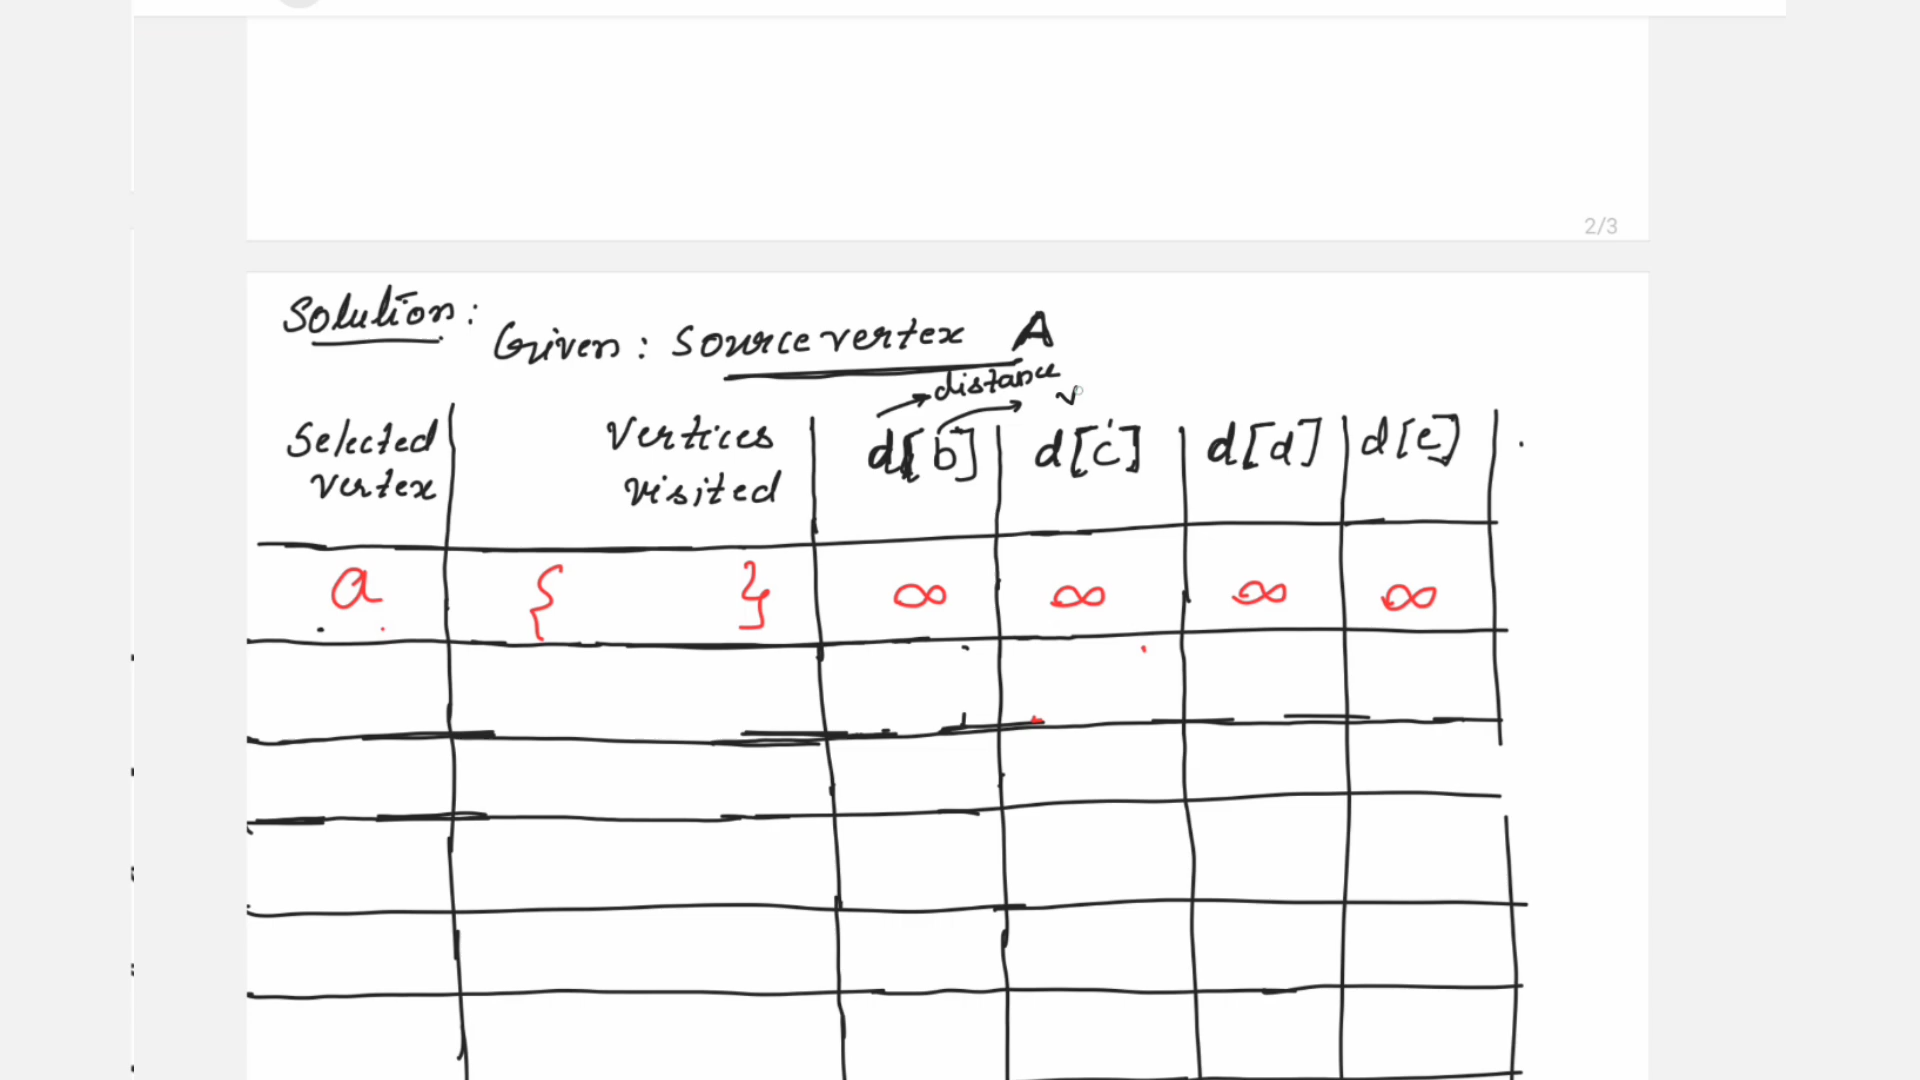 2/3
Solution:
Given: Source vertex A
distance
Selected vertex | Vertices visited | d[b] | d[c] | d[d] | d[e]
a | { } | ∞ | ∞ | ∞ | ∞